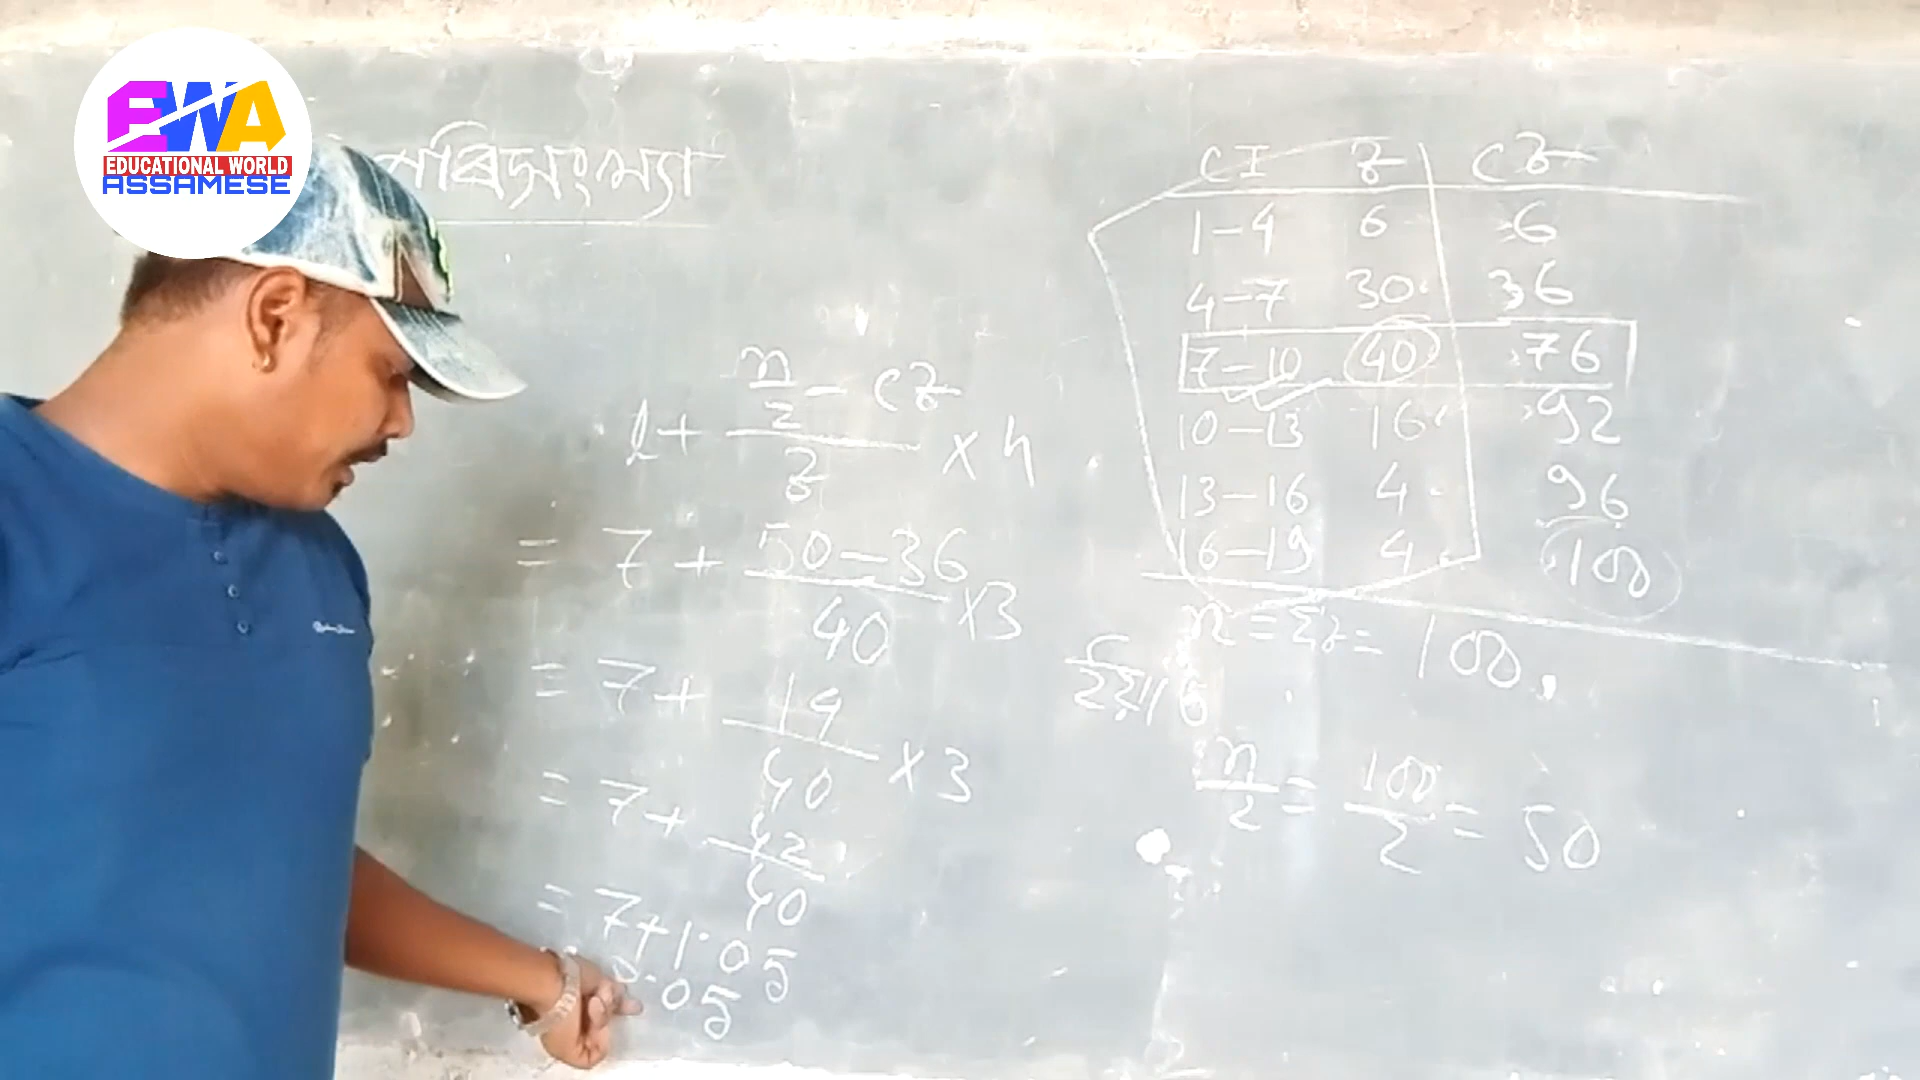 EWA
EDUCATIONAL WORLD
ASSAMESE
পৰিসংখ্যা
l + n/2 - cf / f × h
= 7 + 50-36 / 40 × 3
= 7 + 14 / 40 × 3
= 7 + 42 / 40
= 7 + 1.05
8.05
CI f cf
1-4 6 6
4-7 30 36
7-10 40 76
10-13 16 92
13-16 4 96
16-19 4 100
n = Σf = 100
ইয়াত
n/2 = 100/2 = 50